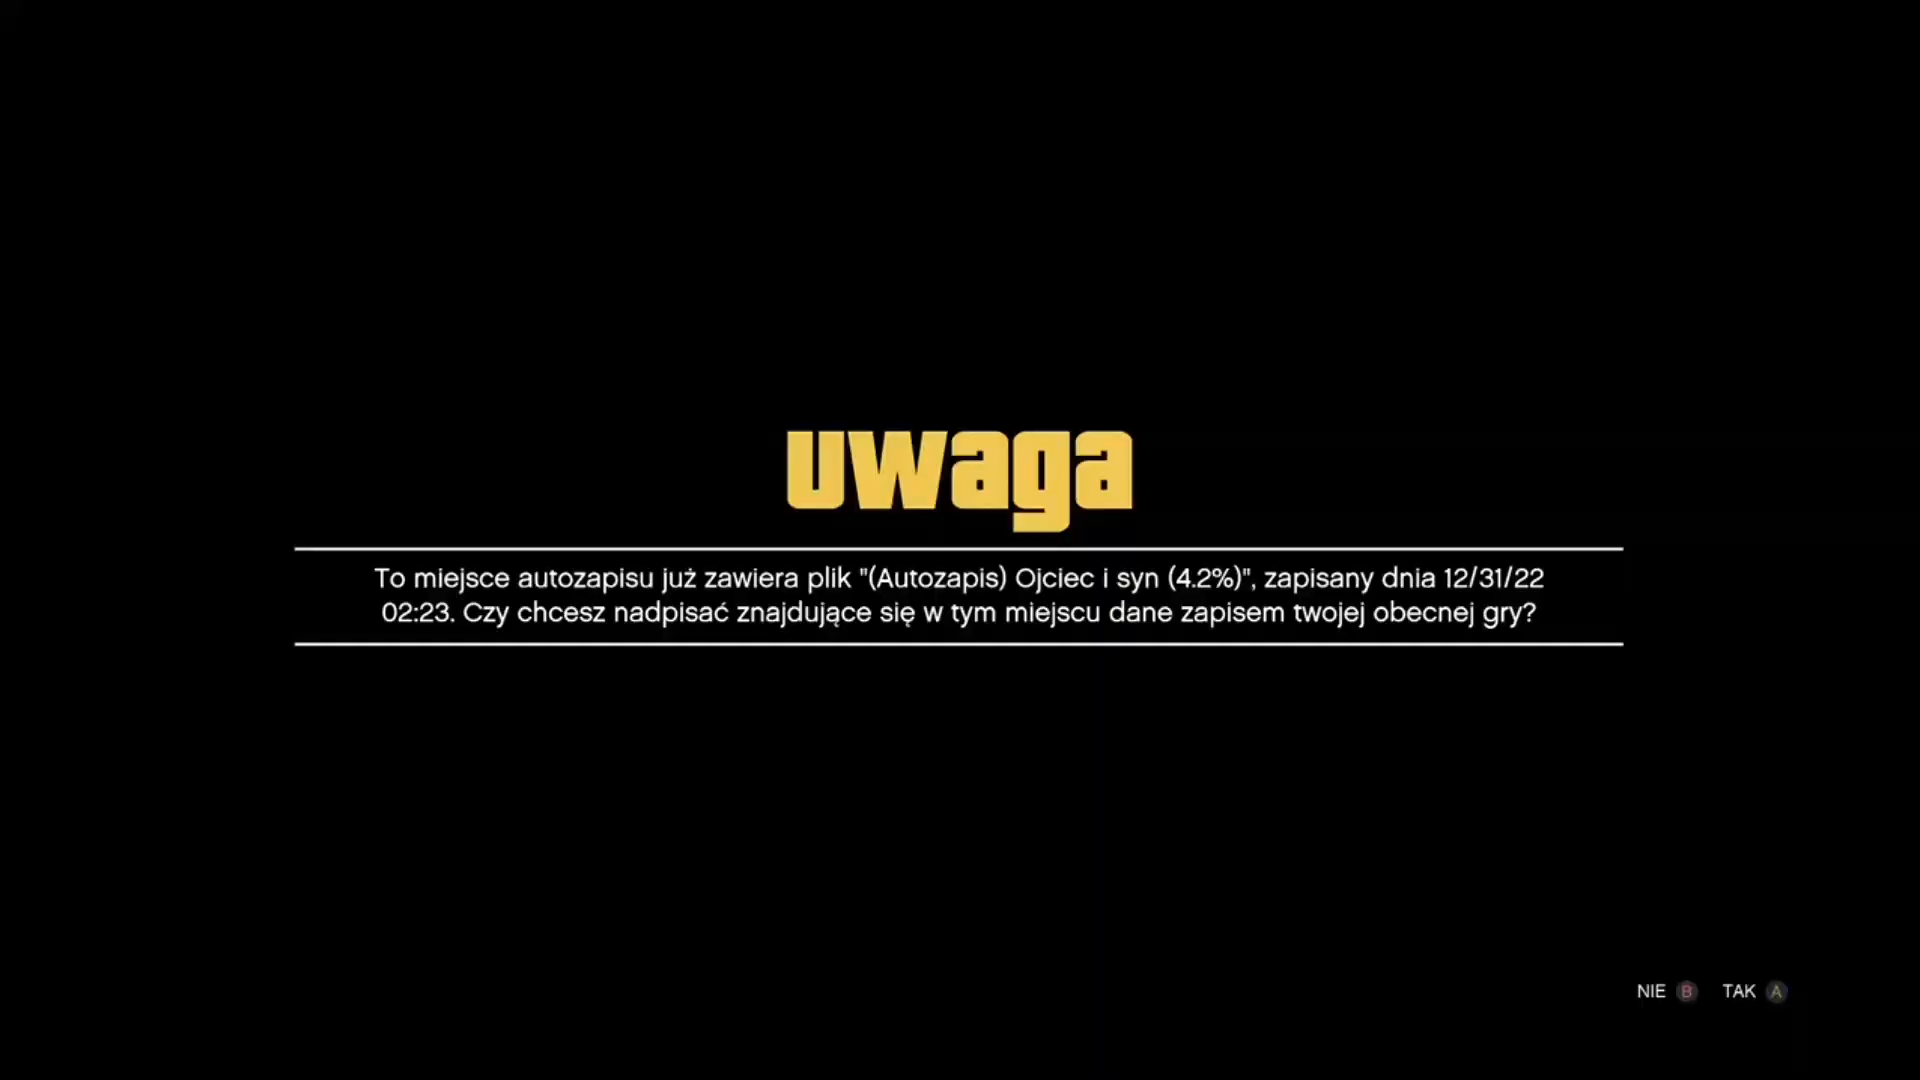 uwaga
To miejsce autozapisu już zawiera plik "(Autozapis) Ojciec i syn (4.2%)", zapisany dnia 12/31/22
02:23. Czy chcesz nadpisać znajdujące się w tym miejscu dane zapisem twojej obecnej gry?
NIE B TAK A